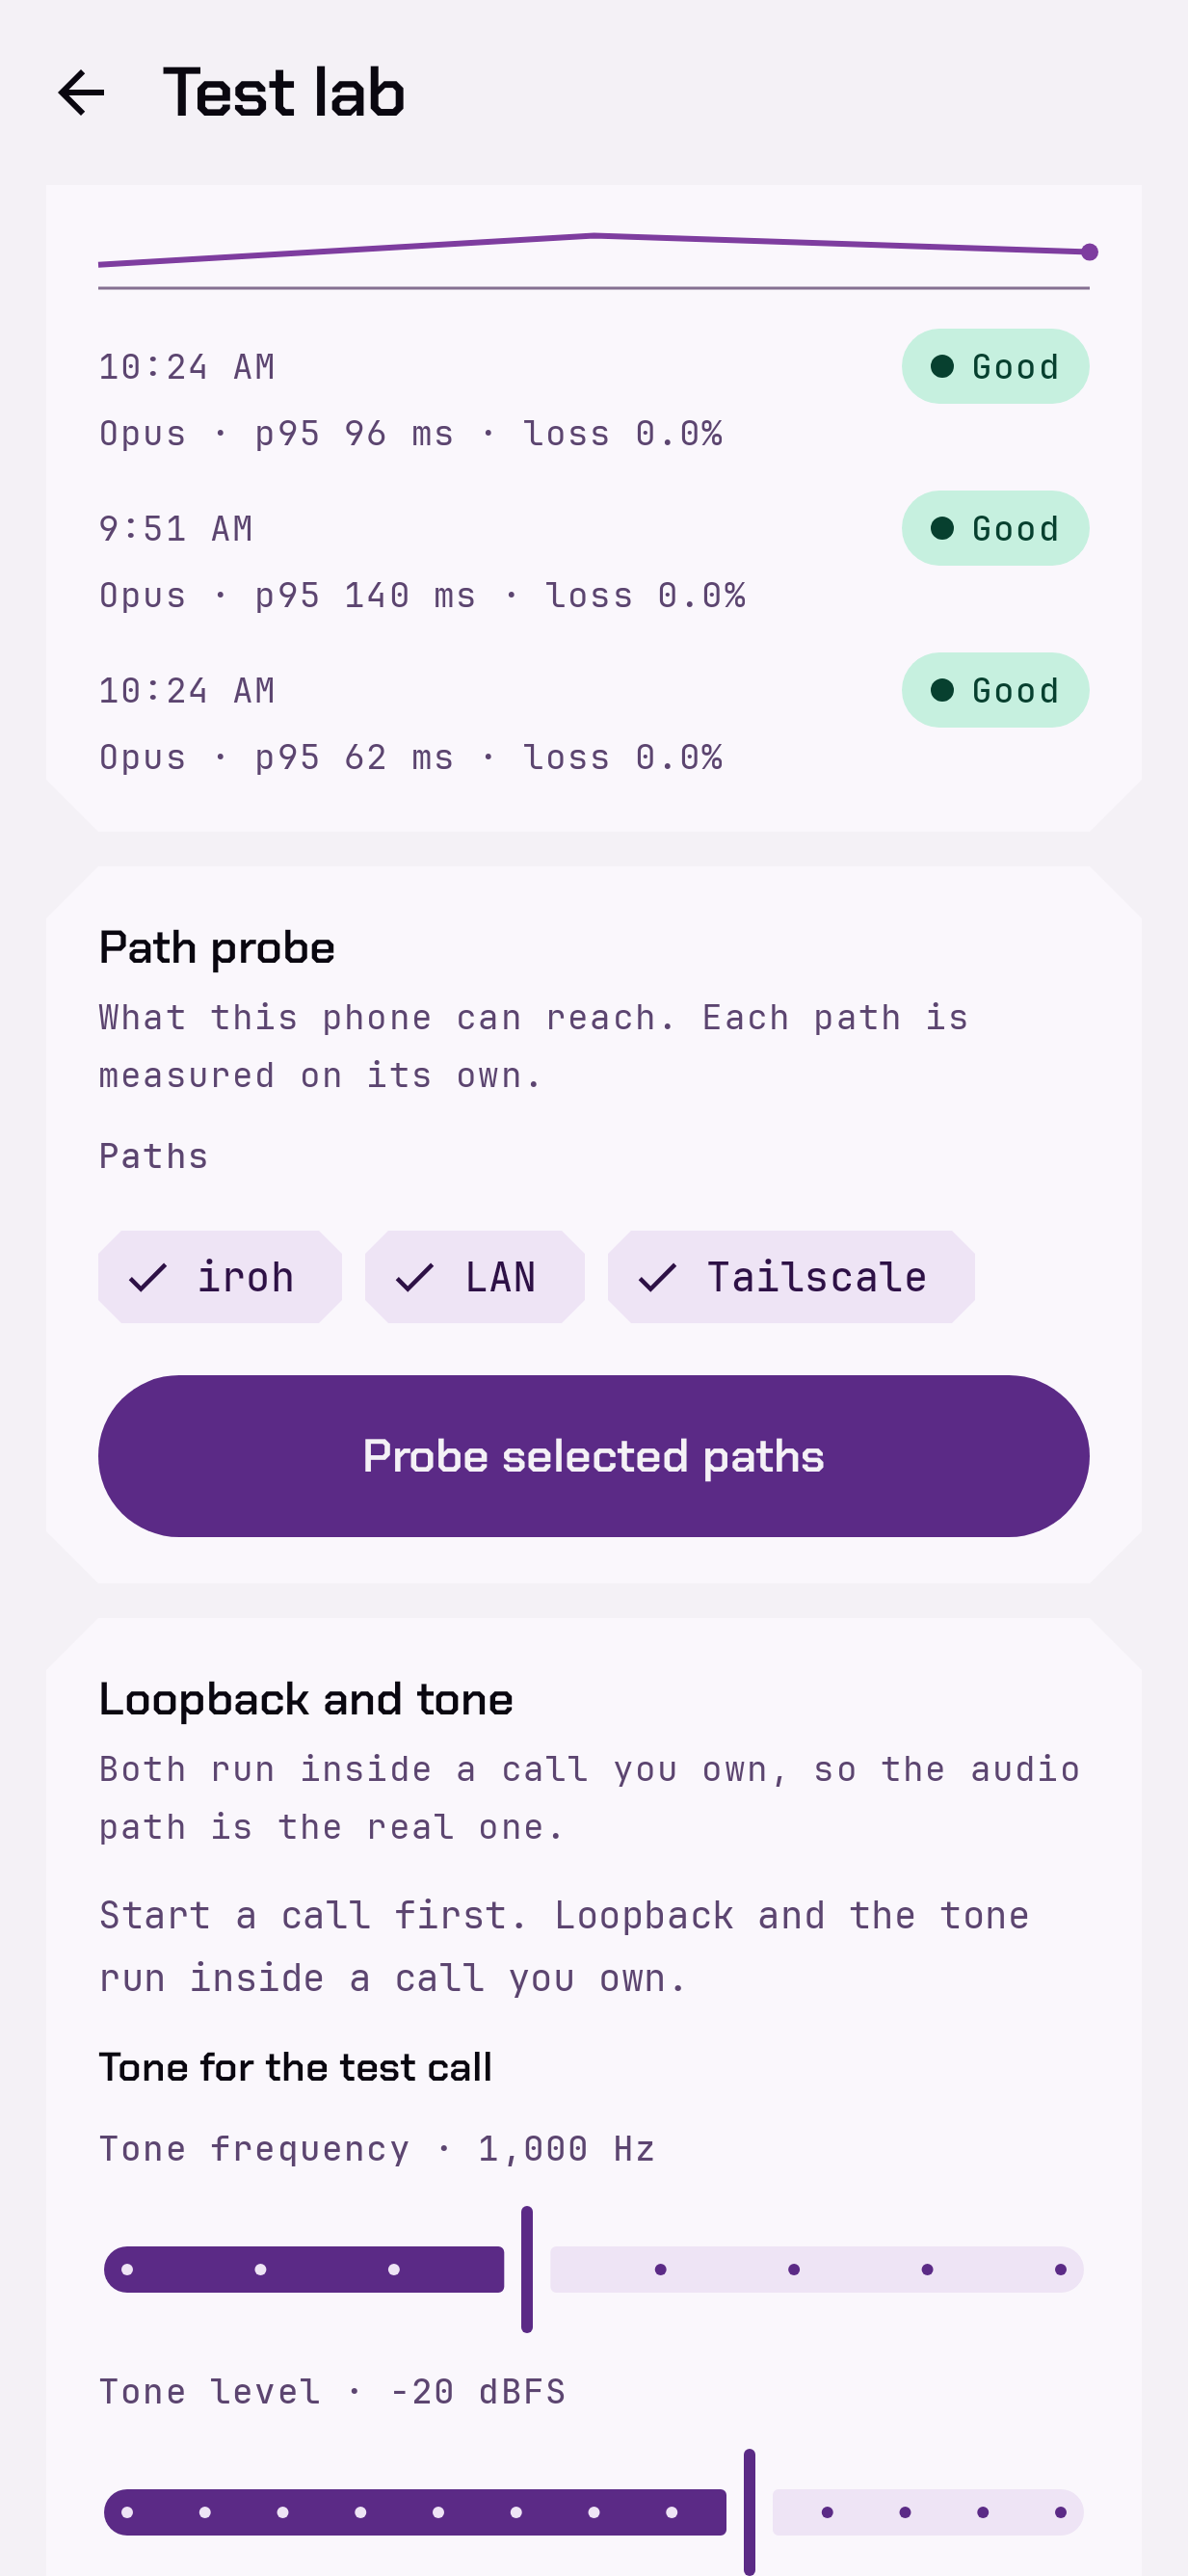 Test lab
10:24 AM
Good
Opus · p95 96 ms · loss 0.0%
9:51 AM
Good
Opus · p95 140 ms · loss 0.0%
10:24 AM
Good
Opus · p95 62 ms · loss 0.0%
Path probe
What this phone can reach. Each path is
measured on its own.
Paths
iroh
LAN
Tailscale
Probe selected paths
Loopback and tone
Both run inside a call you own, so the audio
path is the real one.
Start a call first. Loopback and the tone
run inside a call you own.
Tone for the test call
Tone frequency · 1,000 Hz
Tone level · -20 dBFS